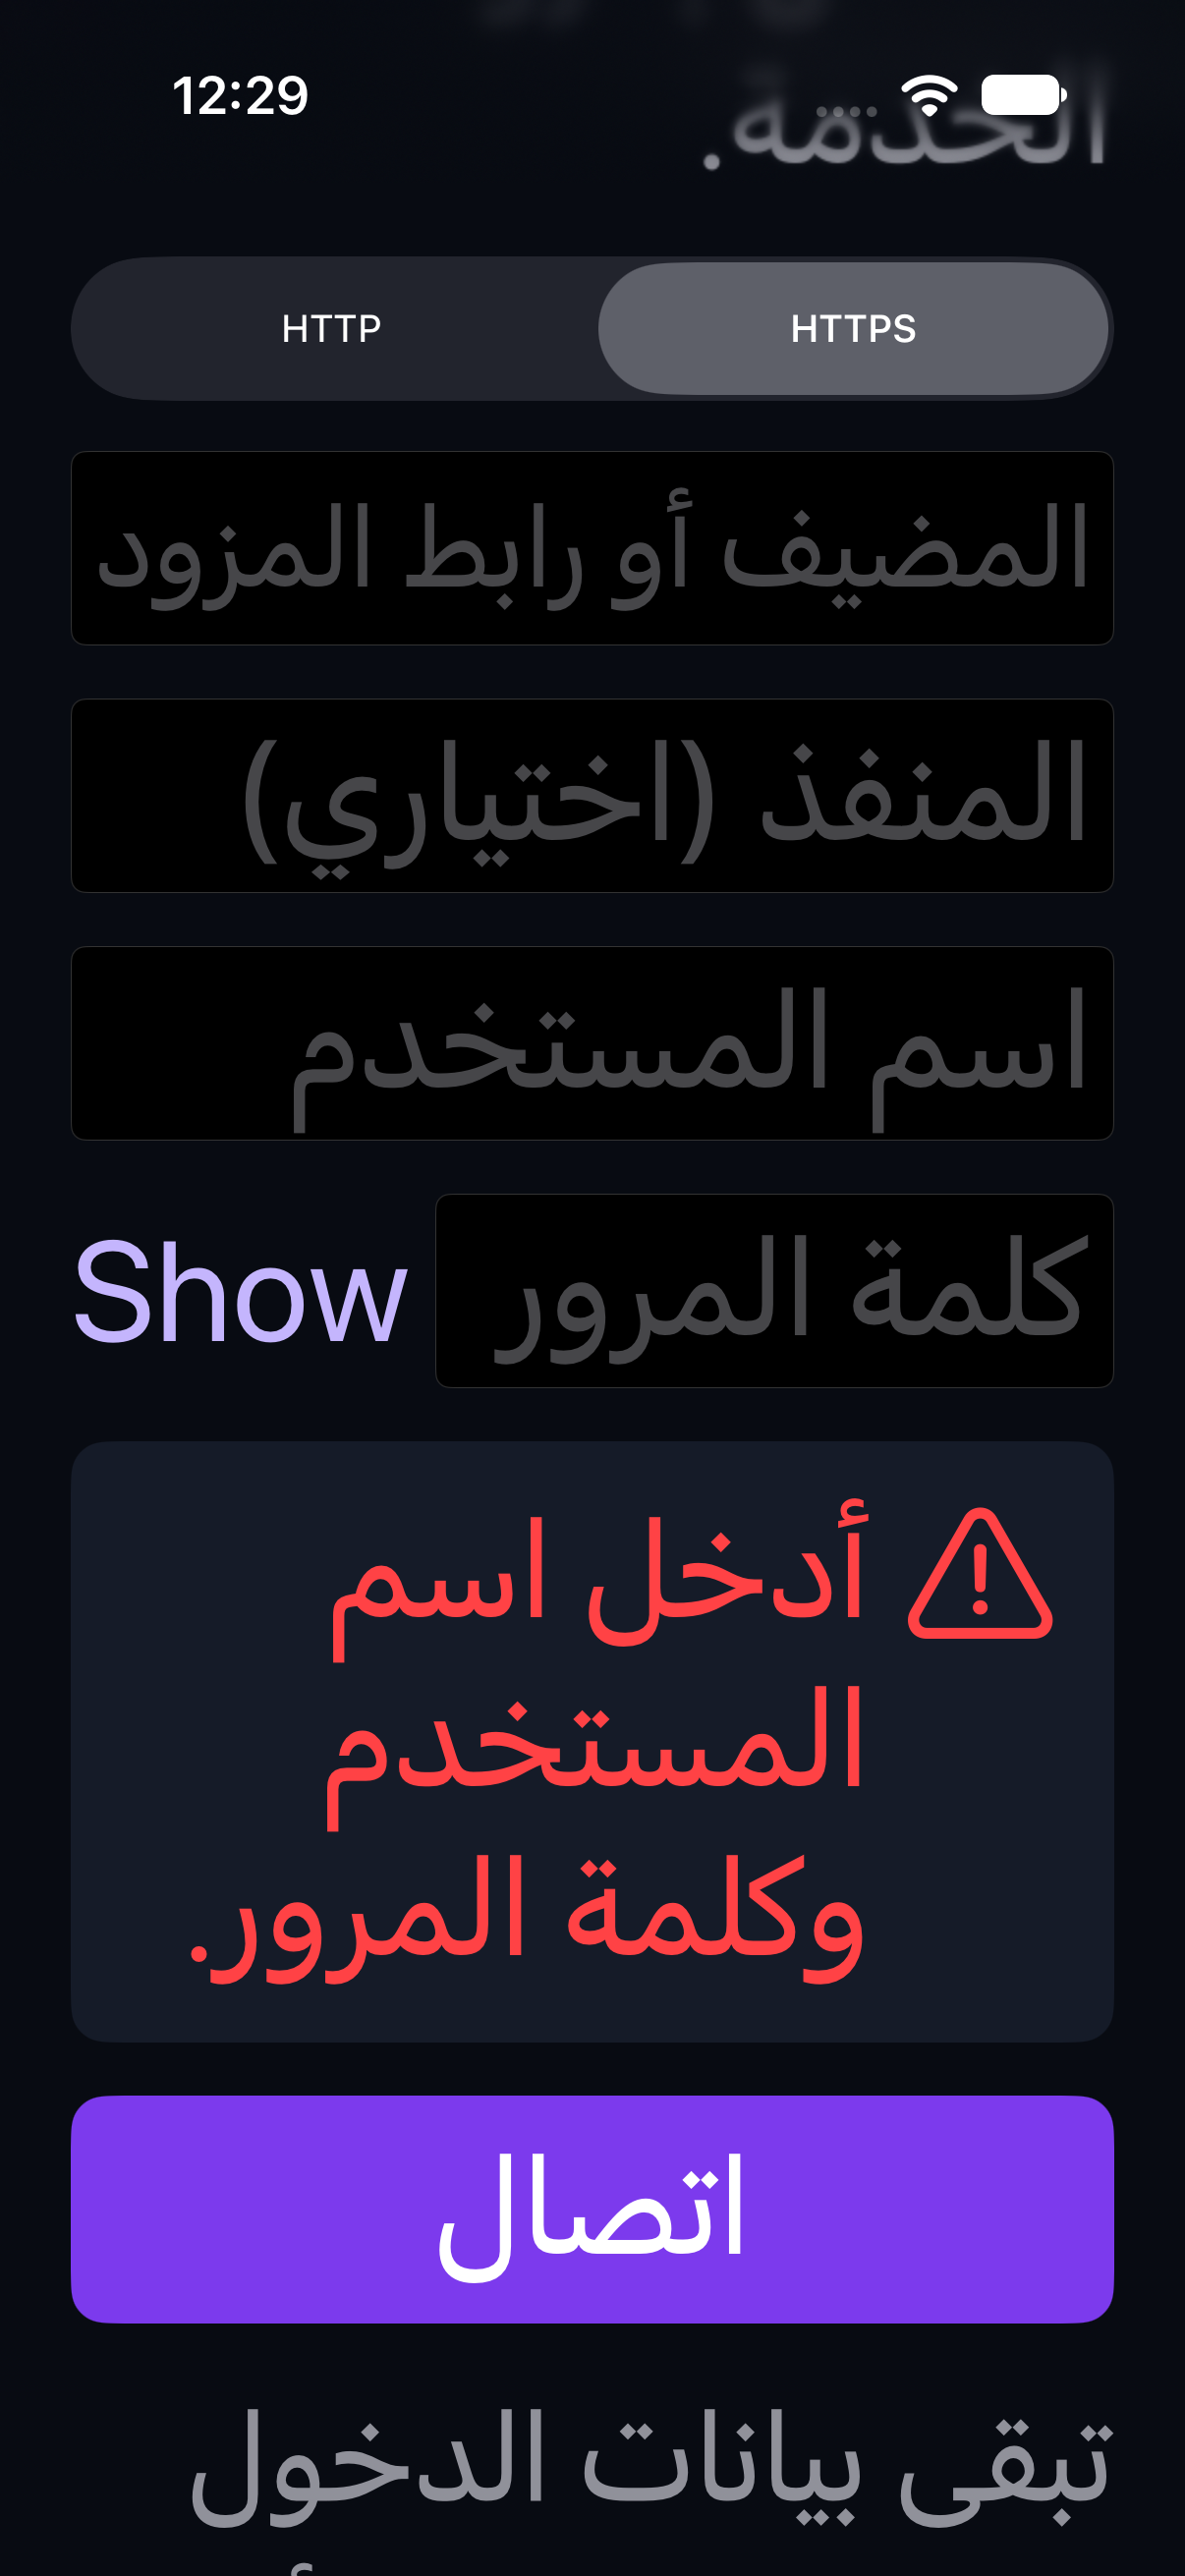 12:29
الخدمة.
HTTPS
HTTP
المضيف أو رابط المزود
المنفذ (اختياري)
اسم المستخدم
كلمة المرور
Show
أدخل اسم
المستخدم
وكلمة المرور.
اتصال
تبقى بيانات الدخول